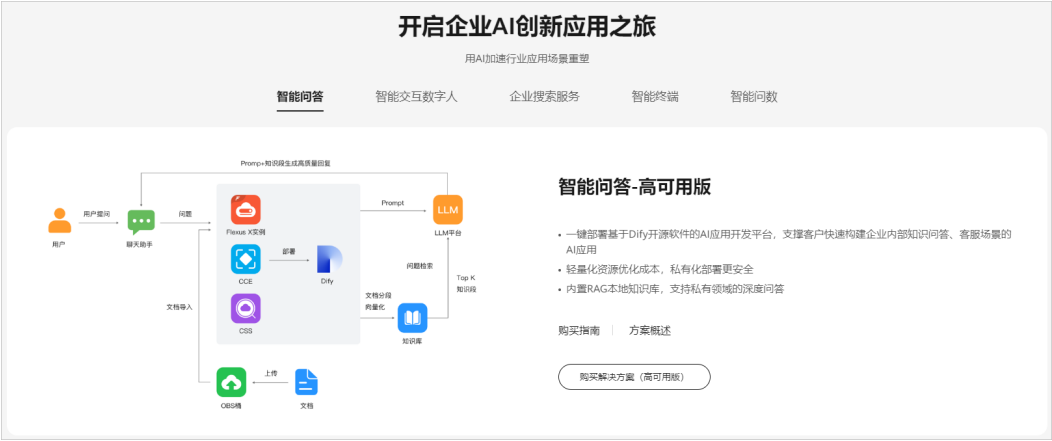 开启企业AI创新应用之旅
用AI加速行业应用场景重塑
智能问答 智能交互数字人 企业搜索服务 智能终端 智能问数
Promp+知识段生成高质量回复
用户提问
问题
用户
聊天助手
Flexus X实例
CCE
部署
Dify
CSS
Prompt
LLM
LLM平台
问题检索
Top K
知识段
文档分段
向量化
知识库
文档导入
上传
OBS桶
文档
智能问答-高可用版
• 一键部署基于Dify开源软件的AI应用开发平台，支撑客户快速构建企业内部知识问答、客服场景的
AI应用
• 轻量化资源优化成本，私有化部署更安全
• 内置RAG本地知识库，支持私有领域的深度问答
购买指南 方案概述
购买解决方案（高可用版）